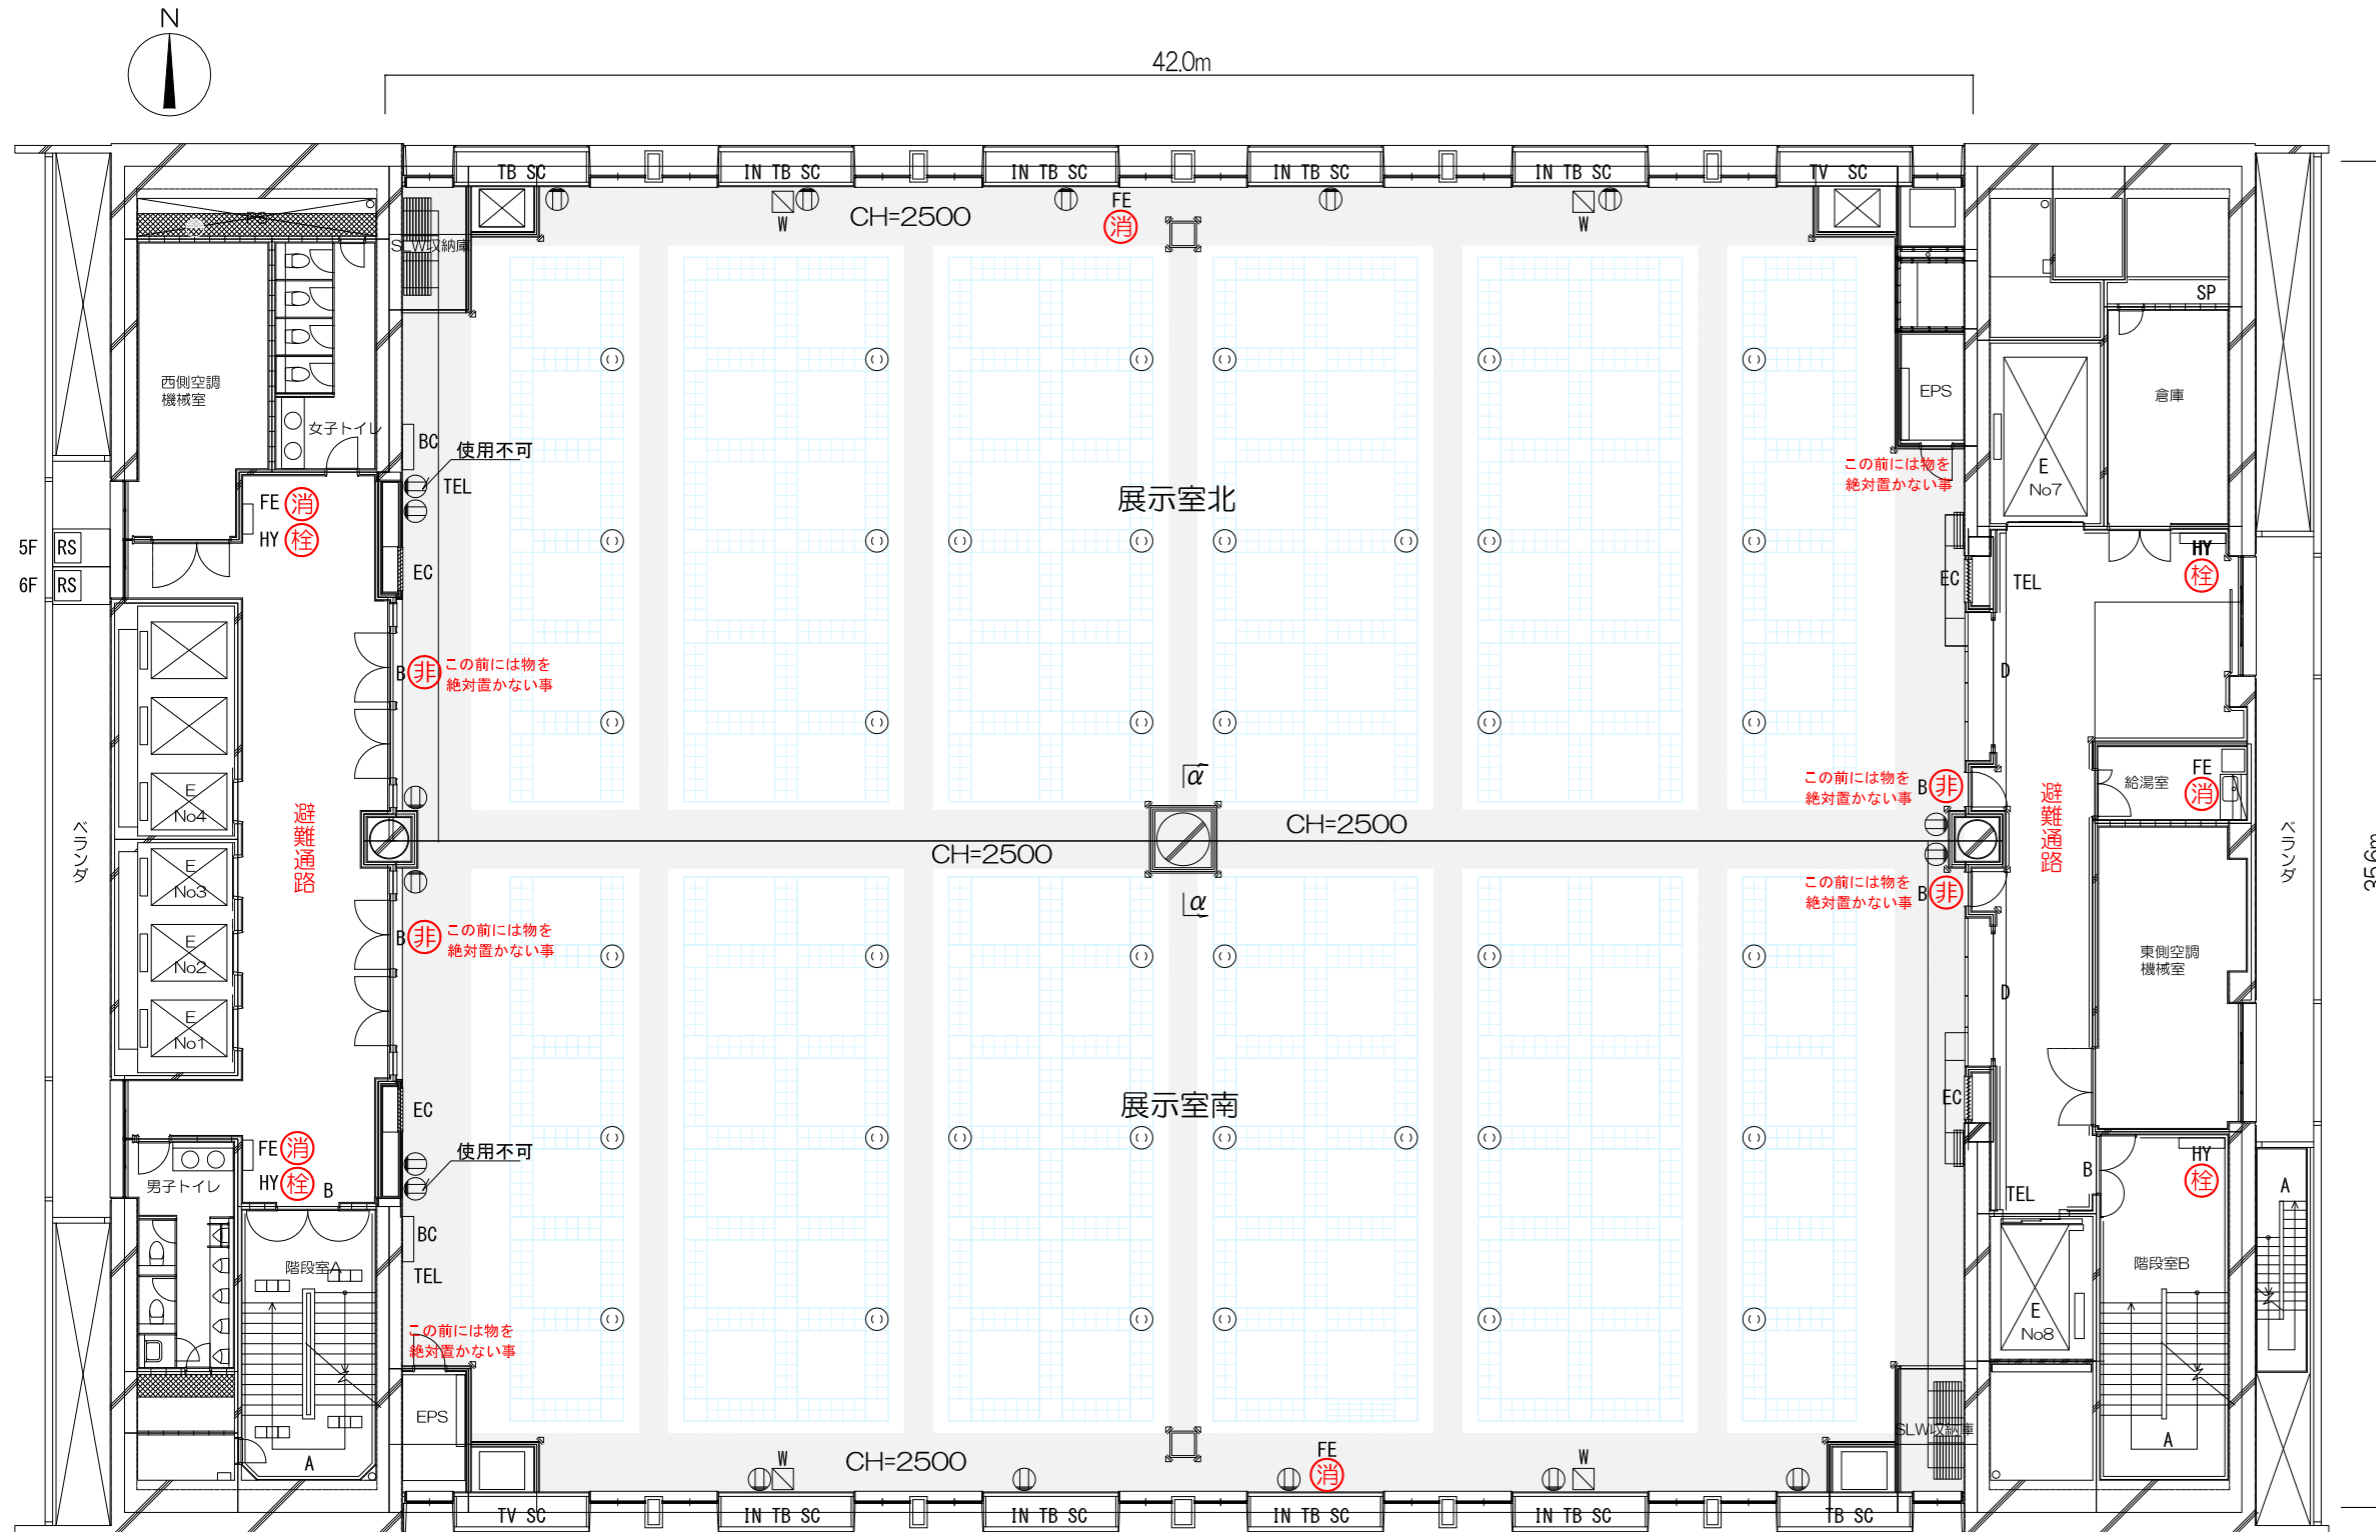 N
42.0m
TB SC
IN TB SC
IN TB SC
IN TB SC
IN TB SC
TV SC
W
CH=2500
FE
消
W
PS
SLW収納庫
西側空調
機械室
女子トイレ
BC
使用不可
TEL
FE 消
HY 栓
EC
5F RS
6F RS
展示室北
この前には物を
絶対置かない事
EPS
SP
倉庫
E
No7
HY
栓
EC
TEL
D
B 非 この前には物を
絶対置かない事
この前には物を
絶対置かない事
B 非
給湯室
FE
消
E
No4
E
No3
E
No2
E
No1
避難通路
ベランダ
α
CH=2500
CH=2500
α
避難通路
ベランダ
35.6m
B 非 この前には物を
絶対置かない事
この前には物を
絶対置かない事
B 非
東側空調
機械室
D
展示室南
EC
使用不可
FE 消
HY 栓
B
男子トイレ
BC
TEL
階段室A
この前には物を
絶対置かない事
EPS
A
EC
TEL
B
HY
栓
A
階段室B
E
No8
A
SLW収納庫
W
CH=2500
FE
消
W
TV SC
IN TB SC
IN TB SC
IN TB SC
IN TB SC
TB SC